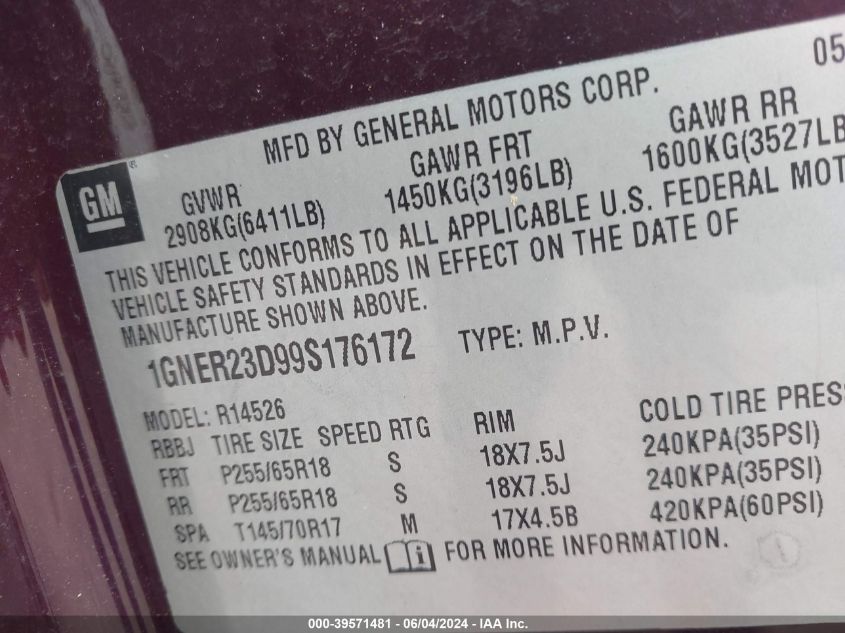 05
MFD BY GENERAL MOTORS CORP.
GM
GVWR GAWR FRT GAWR RR
2908KG(6411LB) 1450KG(3196LB) 1600KG(3527LB
THIS VEHICLE CONFORMS TO ALL APPLICABLE U.S. FEDERAL MOT
VEHICLE SAFETY STANDARDS IN EFFECT ON THE DATE OF
MANUFACTURE SHOWN ABOVE.
1GNER23D99S176172 TYPE: M.P.V.
MODEL: R14526
RBBJ TIRE SIZE SPEED RTG RIM COLD TIRE PRESS
FRT P255/65R18 S 18X7.5J 240KPA(35PSI)
RR P255/65R18 S 18X7.5J 240KPA(35PSI)
SPA T145/70R17 M 17X4.5B 420KPA(60PSI)
SEE OWNER'S MANUAL i FOR MORE INFORMATION.
000-39571481 - 06/04/2024 - IAA Inc.